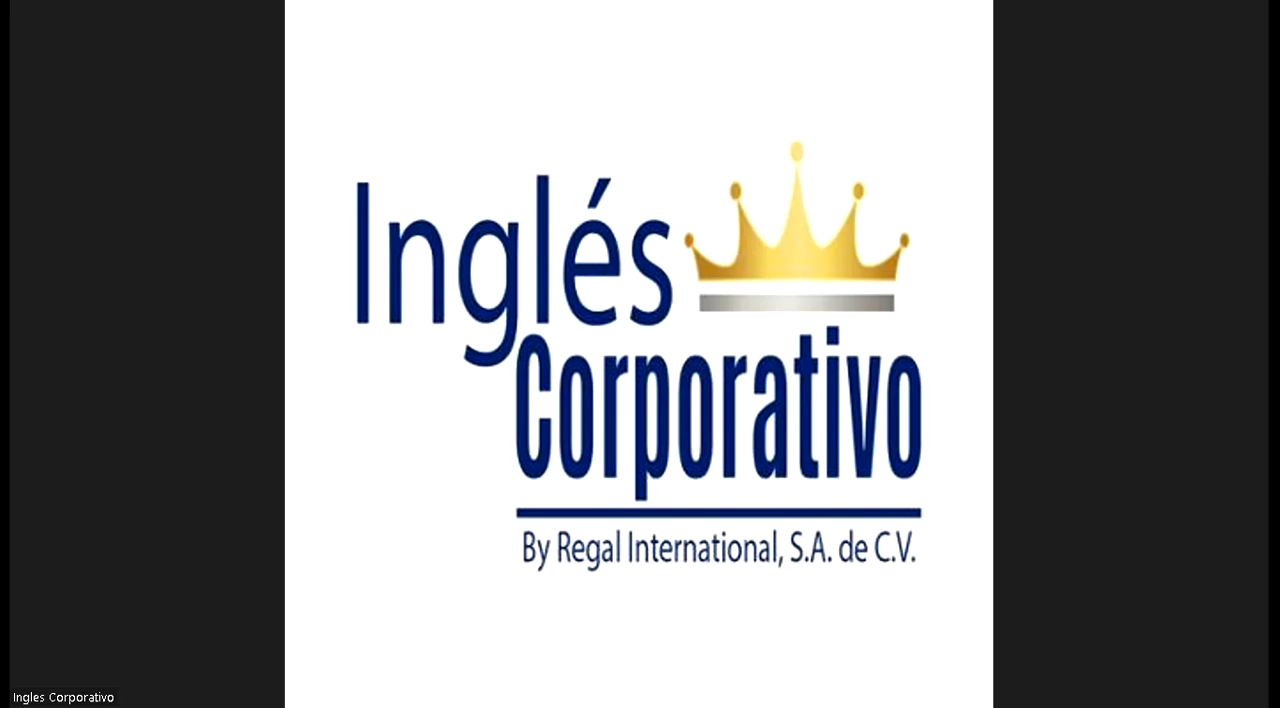 Inglés
Corporativo
By Regal International, S.A. de C.V.
Ingles Corporativo